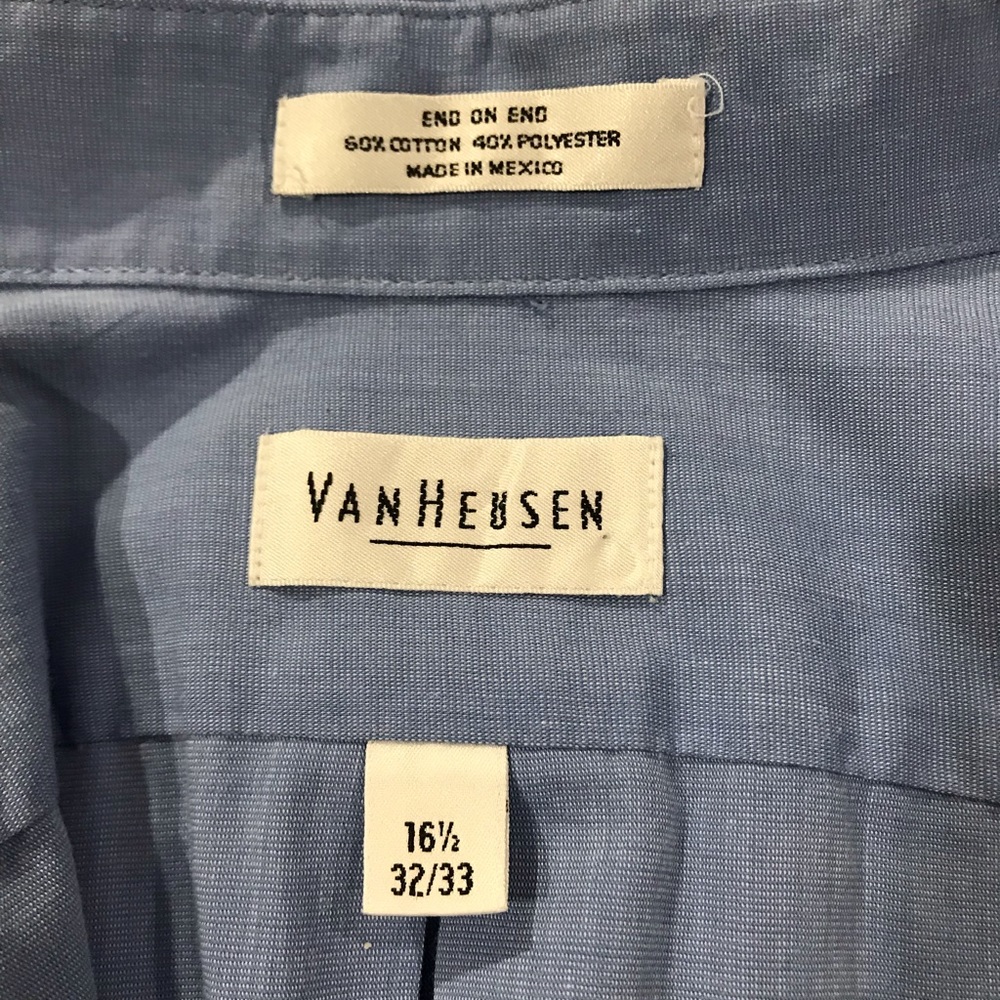 END ON END
60% COTTON 40% POLYESTER
MADE IN MEXICO
VAN HEUSEN
16½
32/33